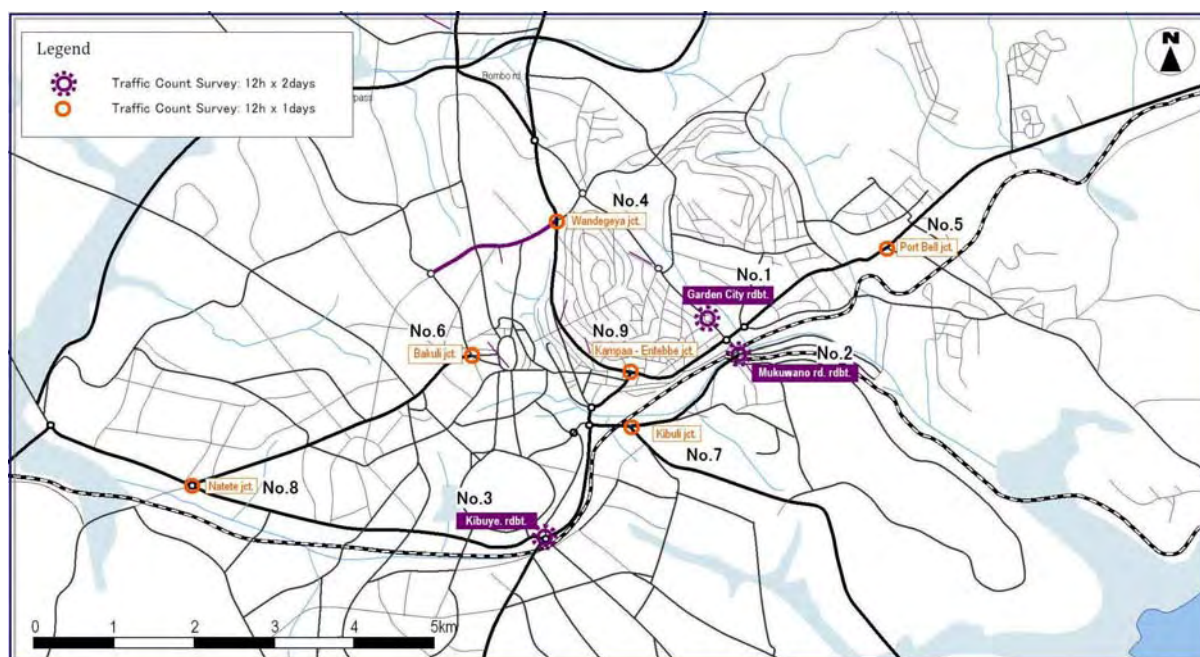 Legend
Traffic Count Survey: 12h x 2days
Traffic Count Survey: 12h x 1days
N
Bombo rd
pass
No.4
Wandegeya jct.
No.5
Port Bell jct.
No.1
Garden City rdbt.
No.6
Bakuli jct.
No.9
Kampaa - Entebbe jct.
No.2
Mukuwano rd. rdbt.
Kibuli jct.
No.7
Natete jct.
No.8
No.3
Kibuye. rdbt.
0 1 2 3 4 5km